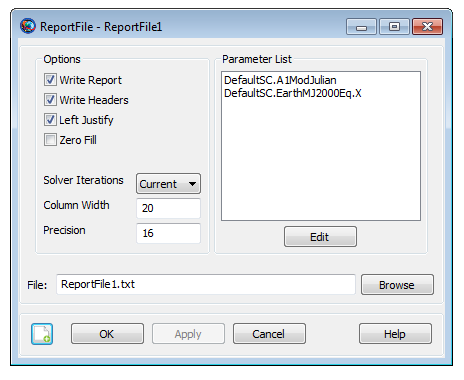 ReportFile - ReportFile1
Options
Write Report
Write Headers
Left Justify
Zero Fill
Solver Iterations Current
Column Width 20
Precision 16
Parameter List
DefaultSC.A1ModJulian
DefaultSC.EarthMJ2000Eq.X
Edit
File: ReportFile1.txt Browse
OK Apply Cancel Help